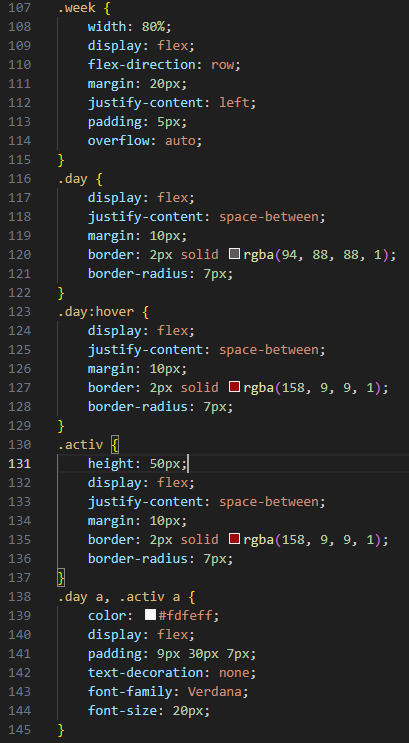 107 .week {
108     width: 80%;
109     display: flex;
110     flex-direction: row;
111     margin: 20px;
112     justify-content: left;
113     padding: 5px;
114     overflow: auto;
115 }
116 .day {
117     display: flex;
118     justify-content: space-between;
119     margin: 10px;
120     border: 2px solid rgba(94, 88, 88, 1);
121     border-radius: 7px;
122 }
123 .day:hover {
124     display: flex;
125     justify-content: space-between;
126     margin: 10px;
127     border: 2px solid rgba(158, 9, 9, 1);
128     border-radius: 7px;
129 }
130 .activ {
131     height: 50px;
132     display: flex;
133     justify-content: space-between;
134     margin: 10px;
135     border: 2px solid rgba(158, 9, 9, 1);
136     border-radius: 7px;
137 }
138 .day a, .activ a {
139     color: #fdfeff;
140     display: flex;
141     padding: 9px 30px 7px;
142     text-decoration: none;
143     font-family: Verdana;
144     font-size: 20px;
145 }